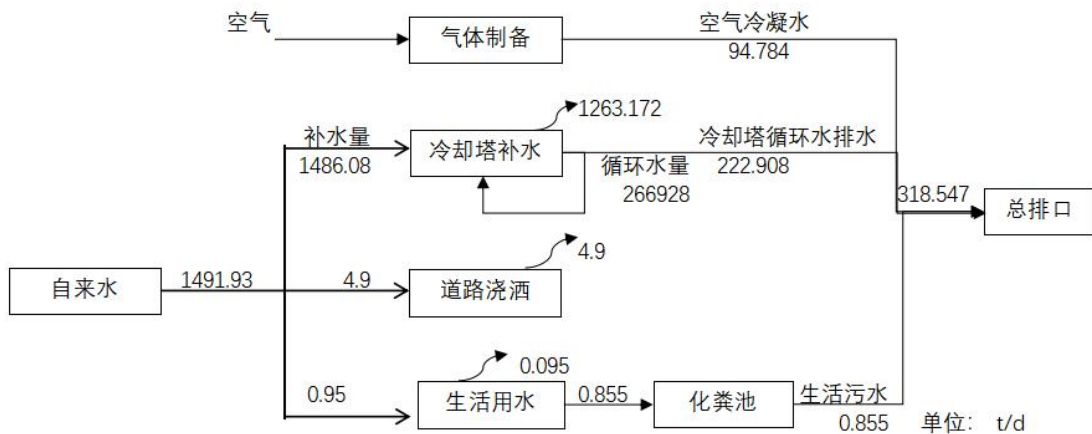 空气
气体制备
空气冷凝水
94.784
1263.172
补水量
1486.08
冷却塔补水
循环水量
266928
冷却塔循环水排水
222.908
318.547
总排口
4.9
自来水
1491.93
4.9
道路浇洒
0.095
0.95
生活用水
0.855
化粪池
生活污水
0.855
单位： t/d